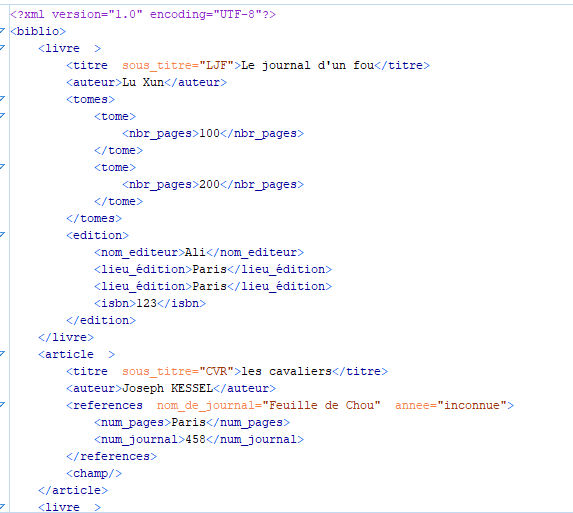 <?xml version="1.0" encoding="UTF-8"?>
<biblio>
<livre  >
<titre  sous_titre="LJF">Le journal d'un fou</titre>
<auteur>Lu Xun</auteur>
<tomes>
<tome>
<nbr_pages>100</nbr_pages>
</tome>
<tome>
<nbr_pages>200</nbr_pages>
</tome>
</tomes>
<edition>
<nom_editeur>Ali</nom_editeur>
<lieu_édition>Paris</lieu_édition>
<lieu_édition>Paris</lieu_édition>
<isbn>123</isbn>
</edition>
</livre>
<article  >
<titre  sous_titre="CVR">les cavaliers</titre>
<auteur>Joseph KESSEL</auteur>
<references  nom_de_journal="Feuille de Chou"  annee="inconnue">
<num_pages>Paris</num_pages>
<num_journal>458</num_journal>
</references>
<champ/>
</article>
<livre  >